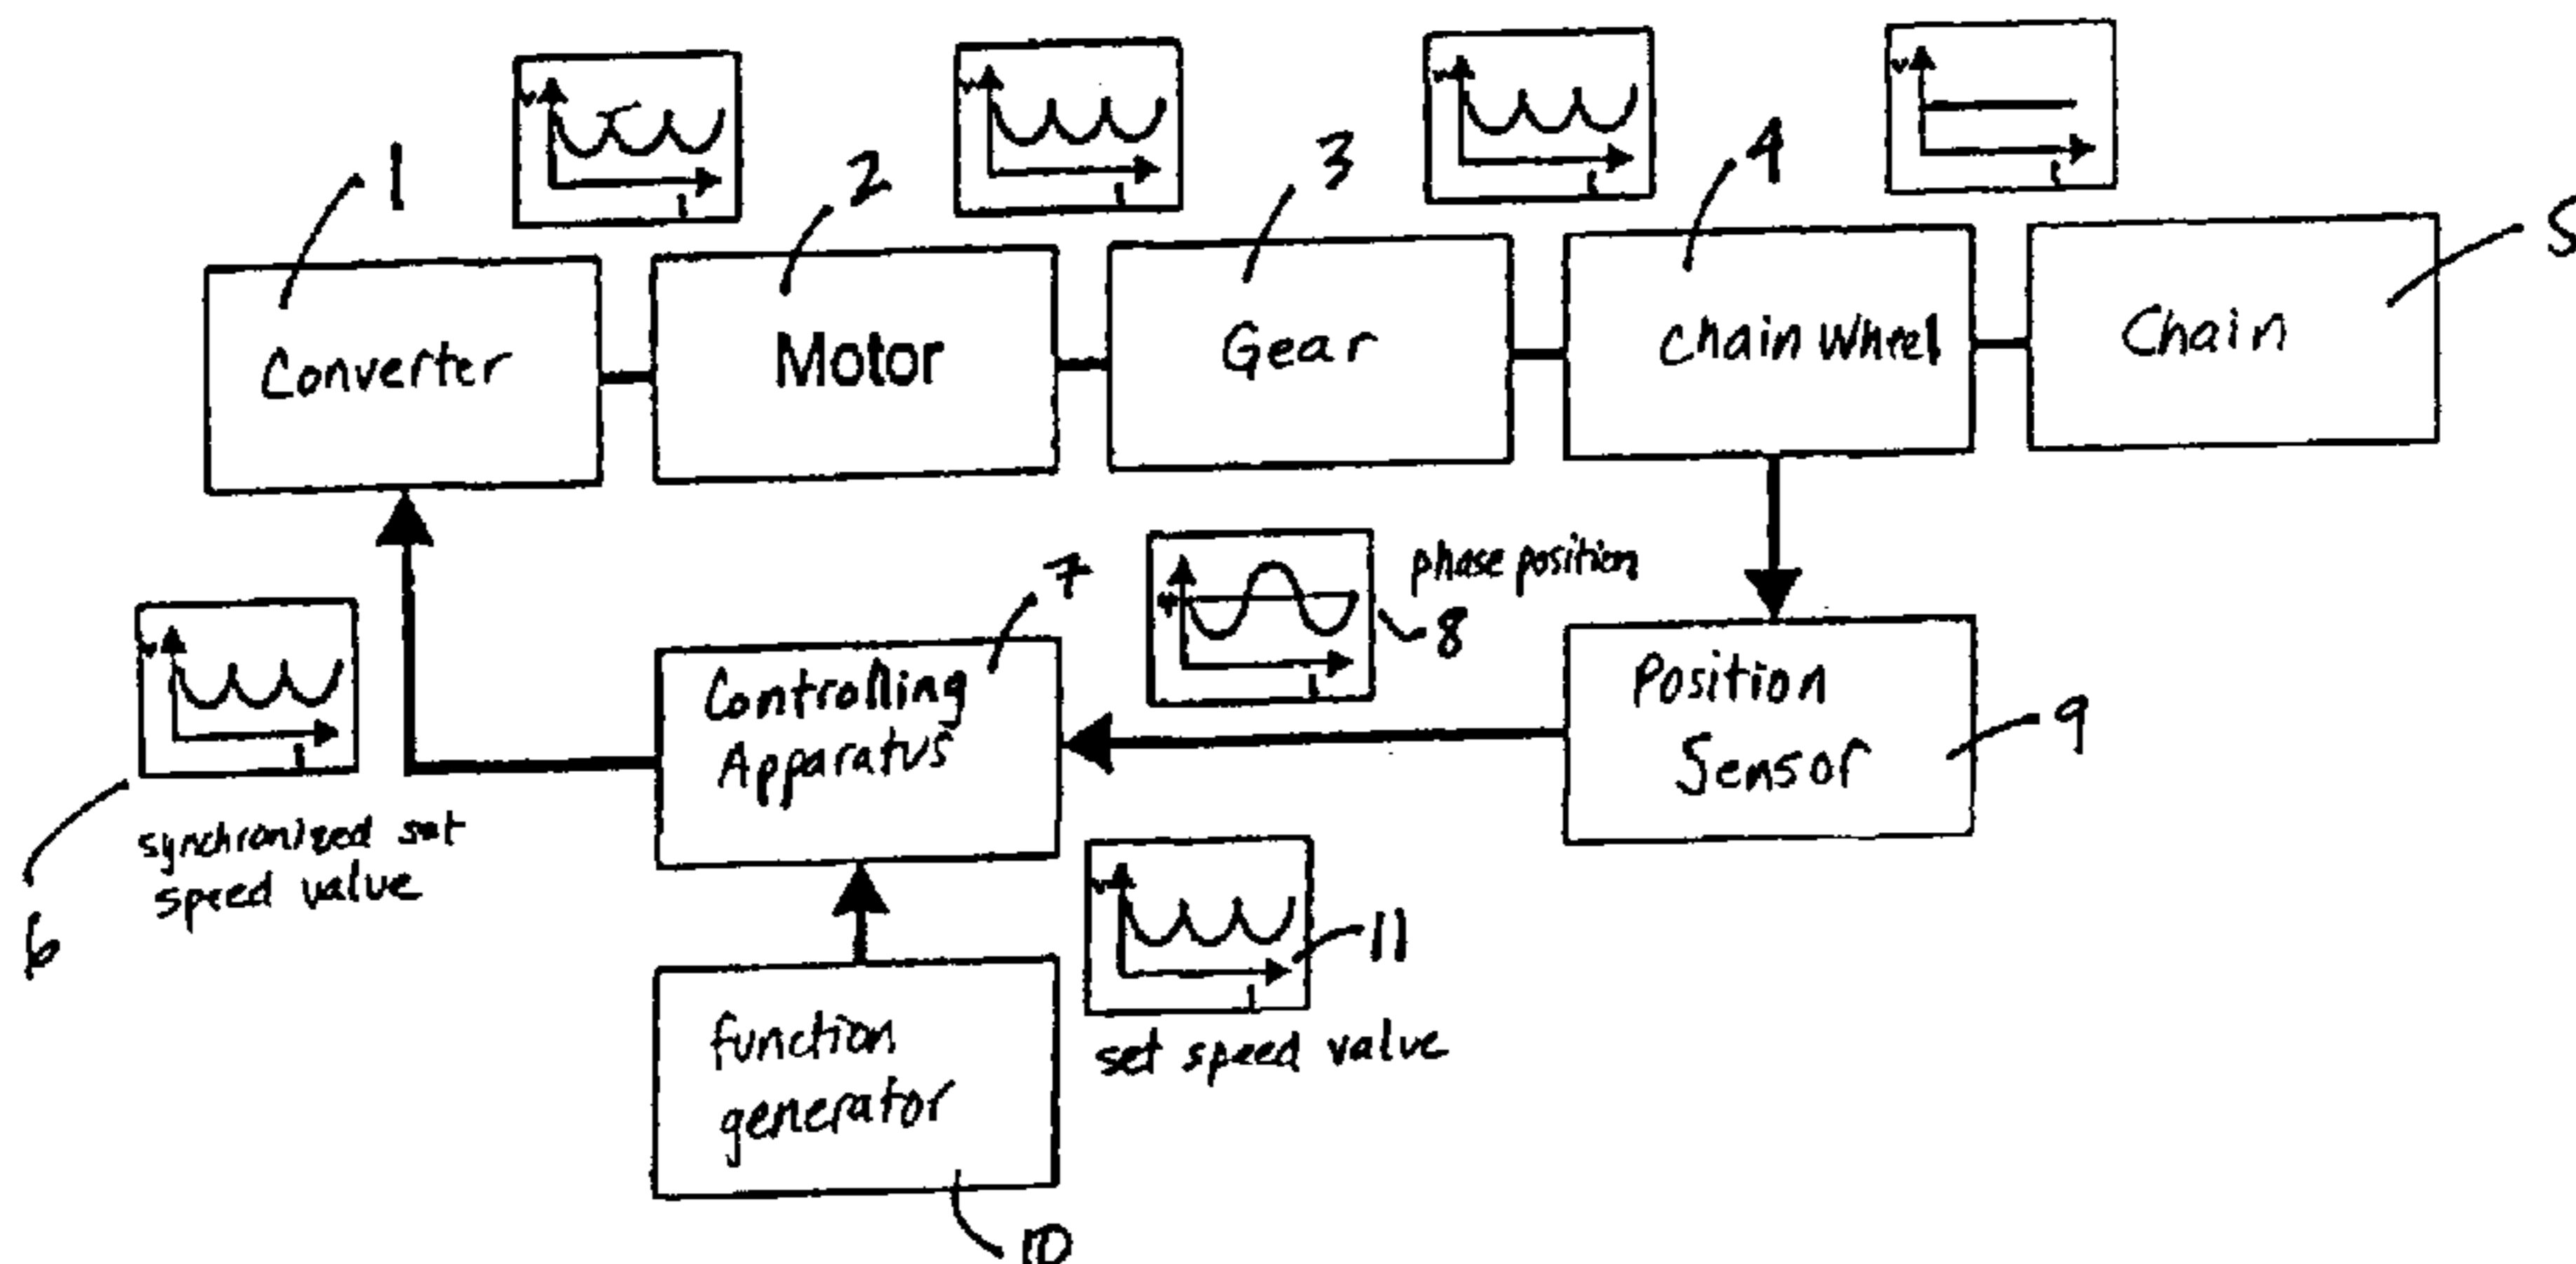 1
2
3
4
5
Converter
Motor
Gear
Chain Wheel
Chain
6
synchronized set
speed value
7
Controlling
Apparatus
phase position
8
Position
Sensor
9
function
generator
10
11
set speed value